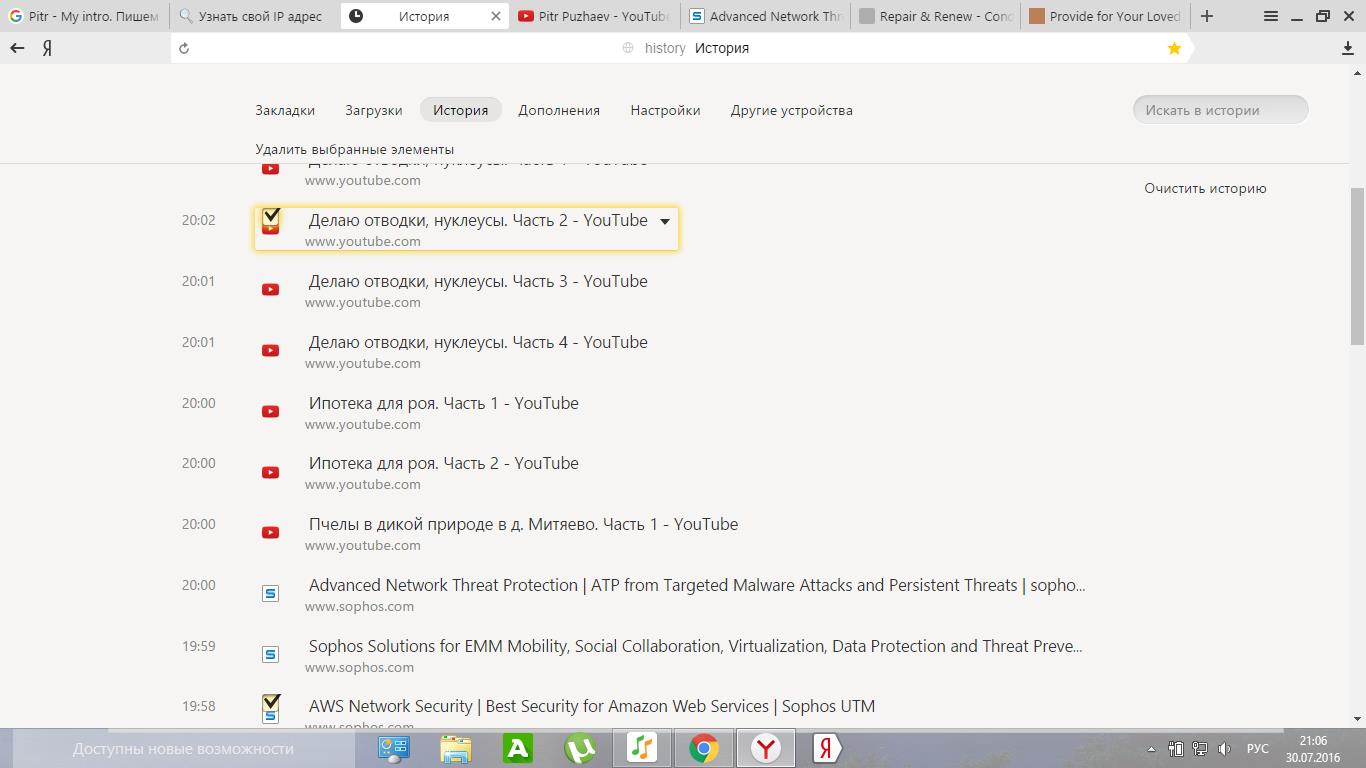 Pitr - My intro. Пишем
Узнать свой IP адрес
История
Pitr Puzhaev - YouTube
Advanced Network Thr
Repair & Renew - Cond
Provide for Your Loved
history История
Закладки Загрузки История Дополнения Настройки Другие устройства
Искать в истории
Удалить выбранные элементы
Очистить историю
www.youtube.com
20:02 Делаю отводки, нуклеусы. Часть 2 - YouTube
www.youtube.com
20:01 Делаю отводки, нуклеусы. Часть 3 - YouTube
www.youtube.com
20:01 Делаю отводки, нуклеусы. Часть 4 - YouTube
www.youtube.com
20:00 Ипотека для роя. Часть 1 - YouTube
www.youtube.com
20:00 Ипотека для роя. Часть 2 - YouTube
www.youtube.com
20:00 Пчелы в дикой природе в д. Митяево. Часть 1 - YouTube
www.youtube.com
20:00 Advanced Network Threat Protection | ATP from Targeted Malware Attacks and Persistent Threats | sopho...
www.sophos.com
19:59 Sophos Solutions for EMM Mobility, Social Collaboration, Virtualization, Data Protection and Threat Preve...
www.sophos.com
19:58 AWS Network Security | Best Security for Amazon Web Services | Sophos UTM
www.sophos.com
Доступны новые возможности
РУС
21:06
30.07.2016